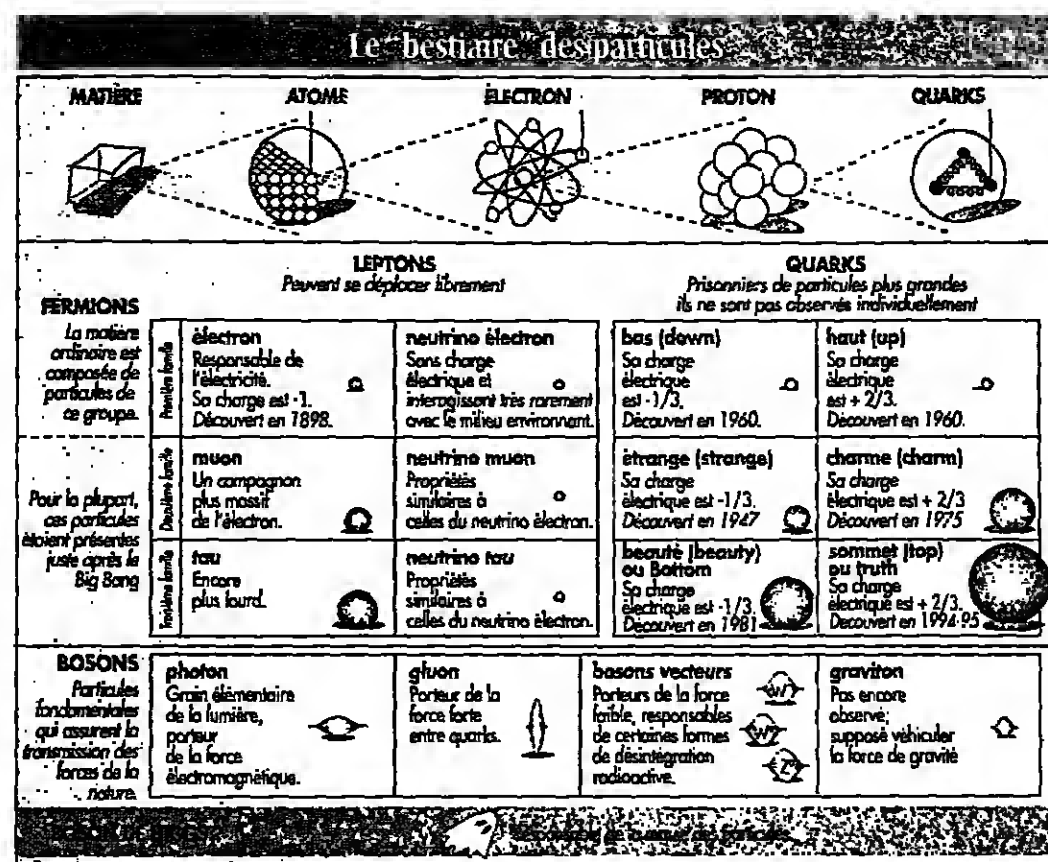 Le "bestiaire" des particules
MATIÈRE
ATOME
ÉLECTRON
PROTON
QUARKS
LEPTONS
Peuvent se déplacer librement
QUARKS
Prisonniers de particules plus grandes
ils ne sont pas observés individuellement
FERMIONS
La matière
ordinaire est
composée de
particules de
ce groupe.
Première famille
électron
Responsable de
l'électricité.
Sa charge est -1.
Découvert en 1898.
neutrino électron
Sans charge
électrique et
interagissant très rarement
avec le milieu environnant.
bas (down)
Sa charge
électrique
est -1/3.
Découvert en 1960.
haut (up)
Sa charge
électrique
est + 2/3.
Découvert en 1960.
Pour la plupart,
ces particules
étaient présentes
juste après le
Big Bang
Deuxième famille
muon
Un compagnon
plus massif
de l'électron.
neutrino muon
Propriétés
similaires à
celles du neutrino électron.
étrange (strange)
Sa charge
électrique est -1/3.
Découvert en 1947
charme (charm)
Sa charge
électrique est + 2/3
Découvert en 1975
Troisième famille
tau
Encore
plus lourd.
neutrino tau
Propriétés
similaires à
celles du neutrino électron.
beauté (beauty)
ou Bottom
Sa charge
électrique est -1/3.
Découvert en 1981
sommet (top)
ou truth
Sa charge
électrique est + 2/3.
Découvert en 1994-95
BOSONS
Particules
fondamentales
qui assurent la
transmission des
forces de la
nature.
photon
Grain élémentaire
de la lumière,
porteur
de la force
électromagnétique.
gluon
Porteur de la
force forte
entre quarks.
bosons vecteurs
Porteurs de la force
faible, responsables
de certaines formes
de désintégration
radioactive.
graviton
Pas encore
observé;
supposé véhiculer
la force de gravité
BOSON DE HIGGS ?